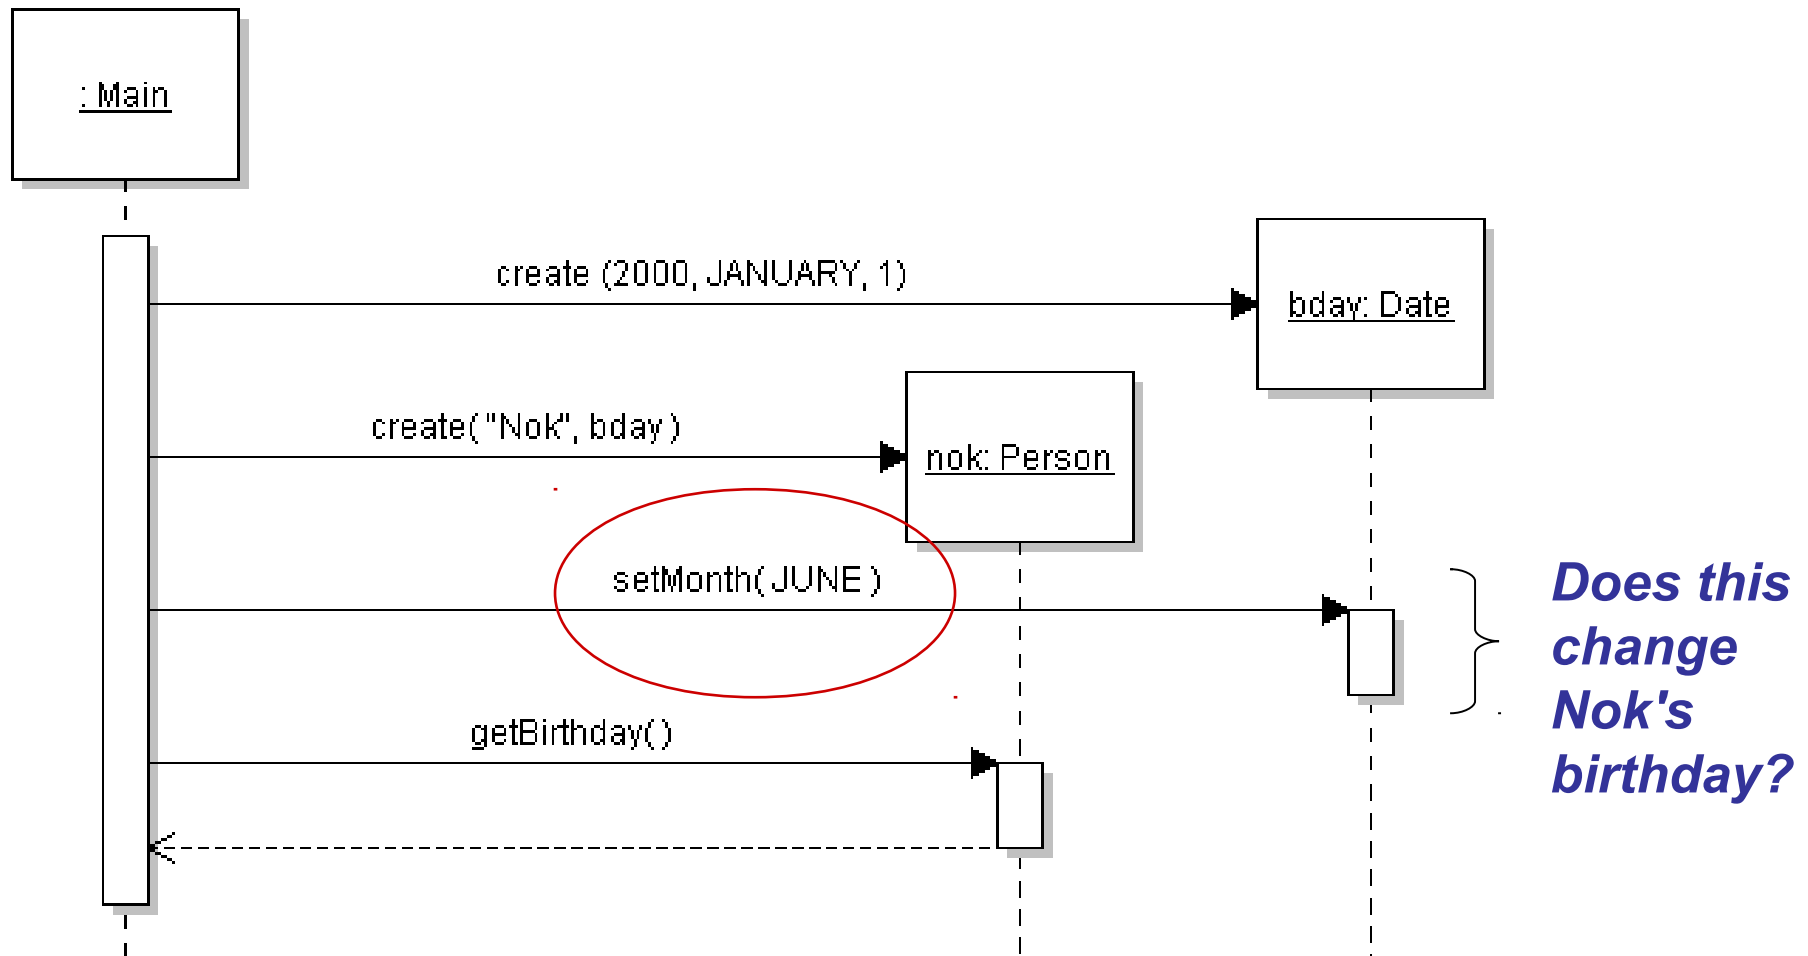 : Main
create (2000, JANUARY, 1)
bday: Date
create( "Nok", bday )
nok: Person
setMonth( JUNE )
Does this
change
Nok's
birthday?
getBirthday( )